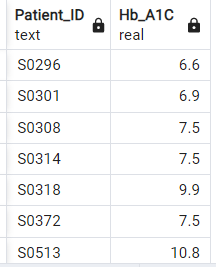 Patient_ID Hb_A1C
text real
S0296 6.6
S0301 6.9
S0308 7.5
S0314 7.5
S0318 9.9
S0372 7.5
S0513 10.8